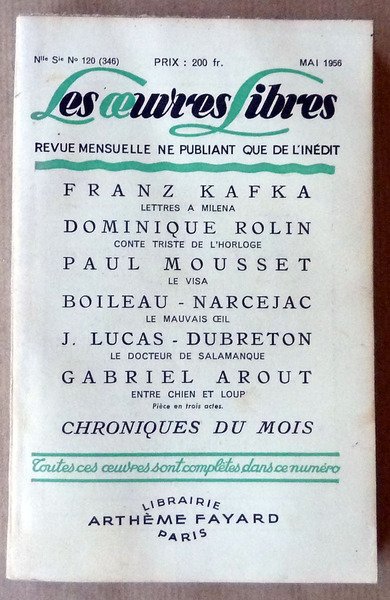 Nlle Sie No 120 (346) PRIX : 200 fr. MAI 1956
Les œuvres Libres
REVUE MENSUELLE NE PUBLIANT QUE DE L'INÉDIT
FRANZ KAFKA
LETTRES A MILENA
DOMINIQUE ROLIN
CONTE TRISTE DE L'HORLOGE
PAUL MOUSSET
LE VISA
BOILEAU - NARCEJAC
LE MAUVAIS ŒIL
J. LUCAS - DUBRETON
LE DOCTEUR DE SALAMANQUE
GABRIEL AROUT
ENTRE CHIEN ET LOUP
Pièce en trois actes.
CHRONIQUES DU MOIS
Toutes ces œuvres sont complètes dans ce numéro
LIBRAIRIE
ARTHÈME FAYARD
PARIS